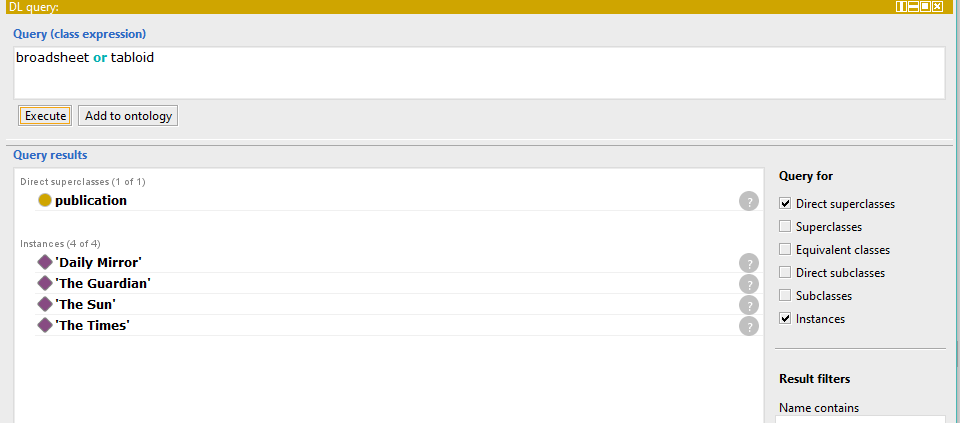 DL query:
Query (class expression)
broadsheet or tabloid
Execute
Add to ontology
Query results
Direct superclasses (1 of 1)
publication
?
Instances (4 of 4)
'Daily Mirror'
?
'The Guardian'
?
'The Sun'
?
'The Times'
?
Query for
Direct superclasses
Superclasses
Equivalent classes
Direct subclasses
Subclasses
Instances
Result filters
Name contains